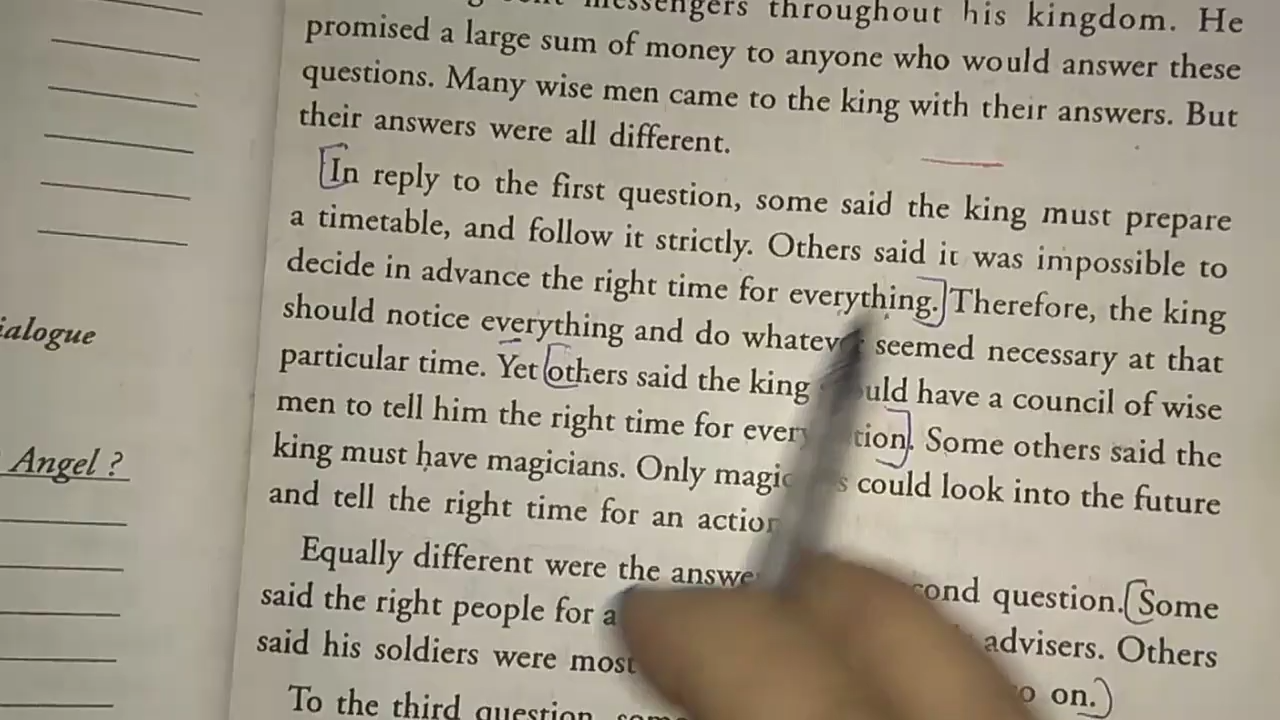 messengers throughout his kingdom. He
promised a large sum of money to anyone who would answer these
questions. Many wise men came to the king with their answers. But
their answers were all different.
In reply to the first question, some said the king must prepare
a timetable, and follow it strictly. Others said it was impossible to
decide in advance the right time for everything. Therefore, the king
should notice everything and do whatever seemed necessary at that
particular time. Yet others said the king have a council of wise
men to tell him the right time for Some others said the
king must have magicians. Only could look into the future
and tell the right time for an action
Equally different were the question. Some
said the right people for advisers. Others
said his soldiers were most on.
To the third question,
ialogue
Angel ?